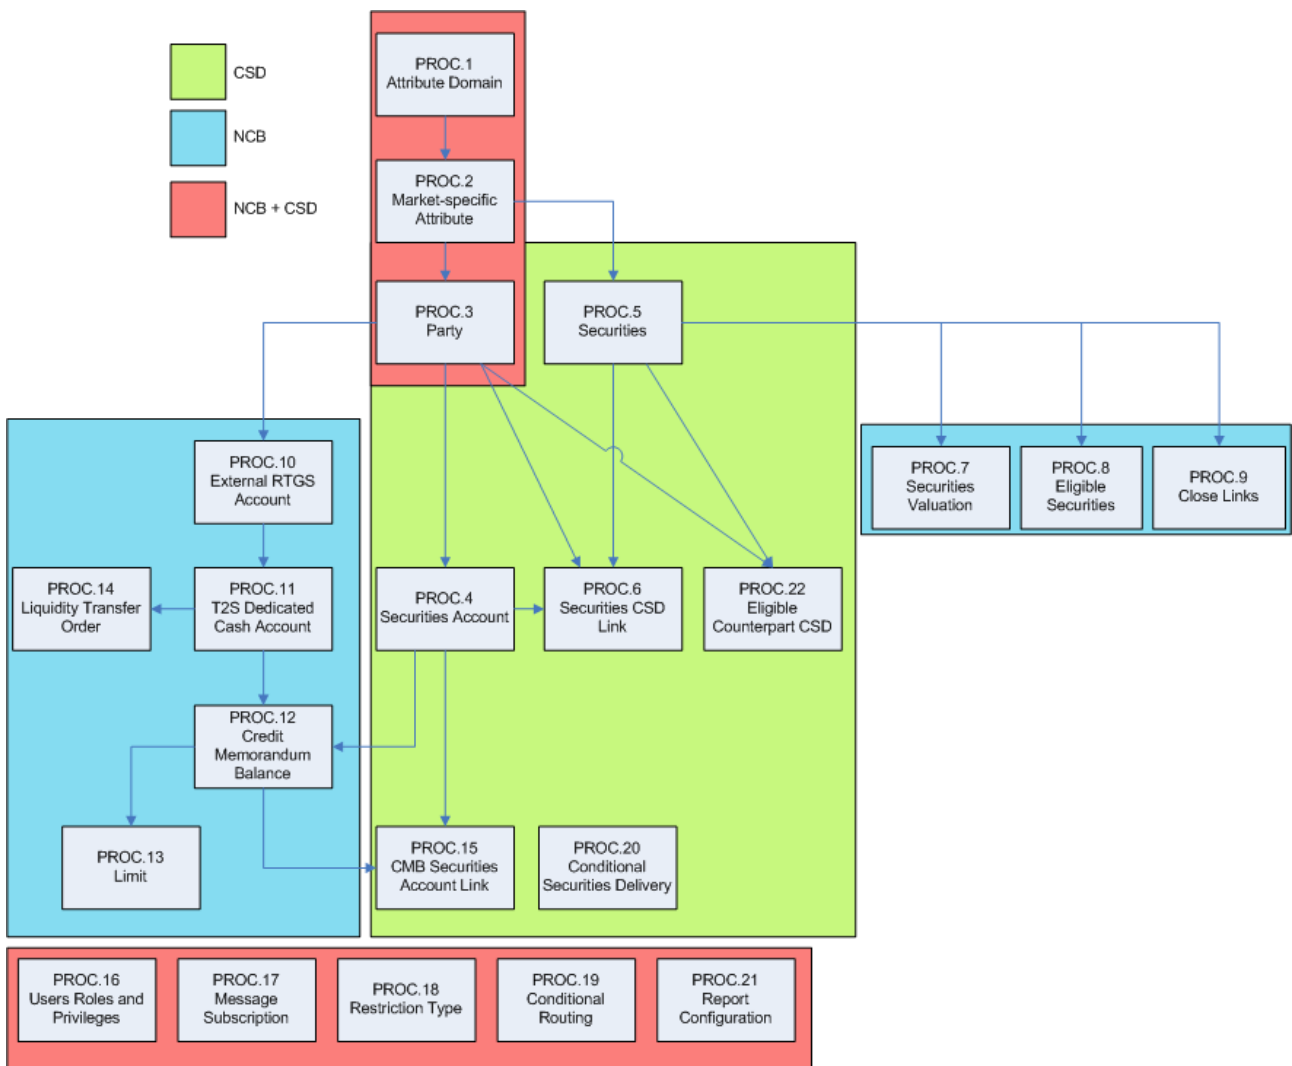 CSD
NCB
NCB + CSD
PROC.1
Attribute Domain
PROC.2
Market-specific
Attribute
PROC.3
Party
PROC.5
Securities
PROC.10
External RTGS
Account
PROC.7
Securities
Valuation
PROC.8
Eligible
Securities
PROC.9
Close Links
PROC.14
Liquidity Transfer
Order
PROC.11
T2S Dedicated
Cash Account
PROC.4
Securities Account
PROC.6
Securities CSD
Link
PROC.22
Eligible
Counterpart CSD
PROC.12
Credit
Memorandum
Balance
PROC.13
Limit
PROC.15
CMB Securities
Account Link
PROC.20
Conditional
Securities Delivery
PROC.16
Users Roles and
Privileges
PROC.17
Message
Subscription
PROC.18
Restriction Type
PROC.19
Conditional
Routing
PROC.21
Report
Configuration